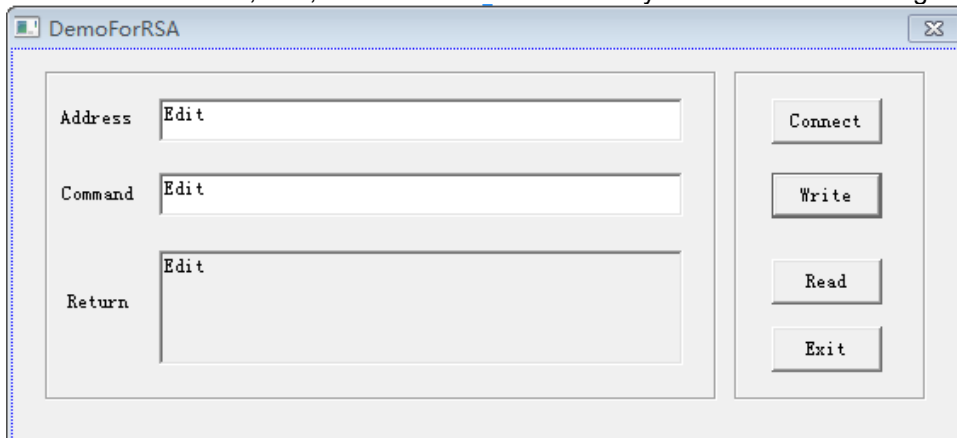 DemoForRSA
Address Edit
Connect
Command Edit
Write
Edit
Return
Read
Exit